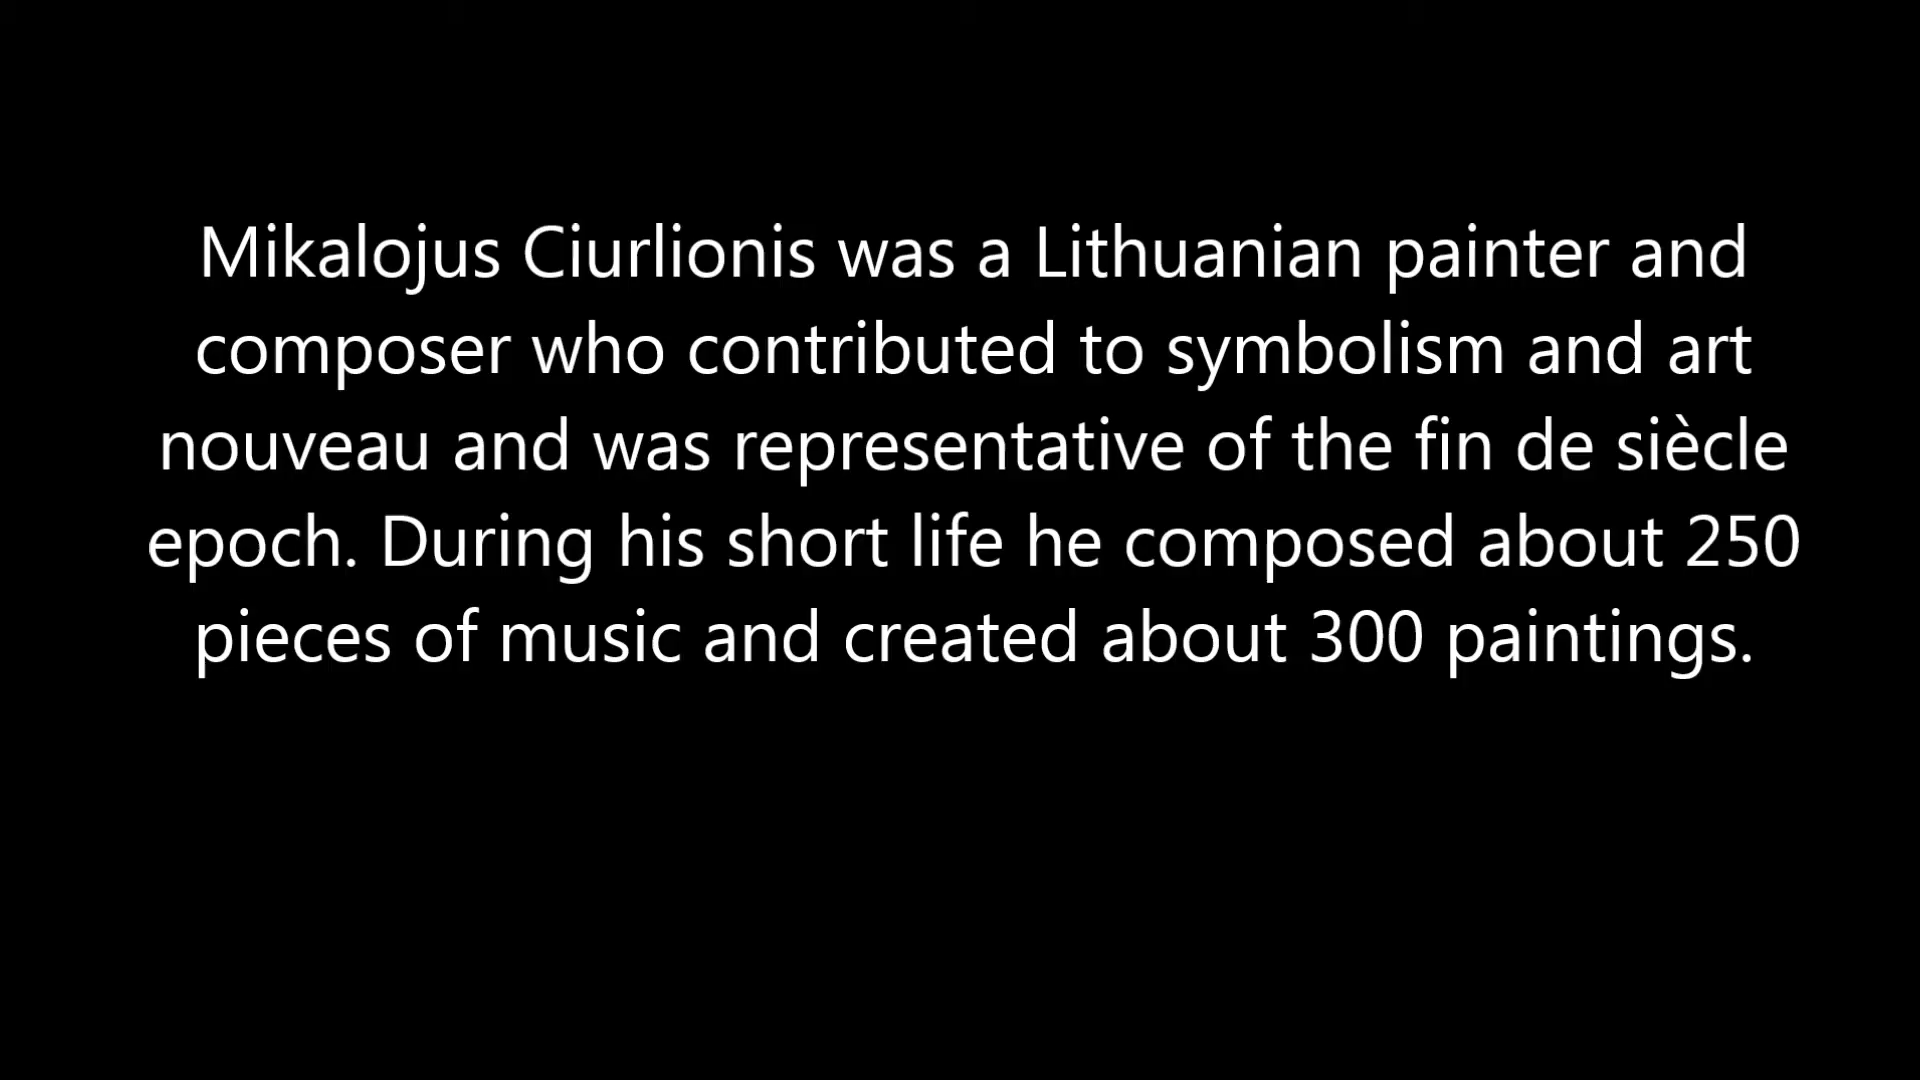 Mikalojus Ciurlionis was a Lithuanian painter and
composer who contributed to symbolism and art
nouveau and was representative of the fin de siècle
epoch. During his short life he composed about 250
pieces of music and created about 300 paintings.